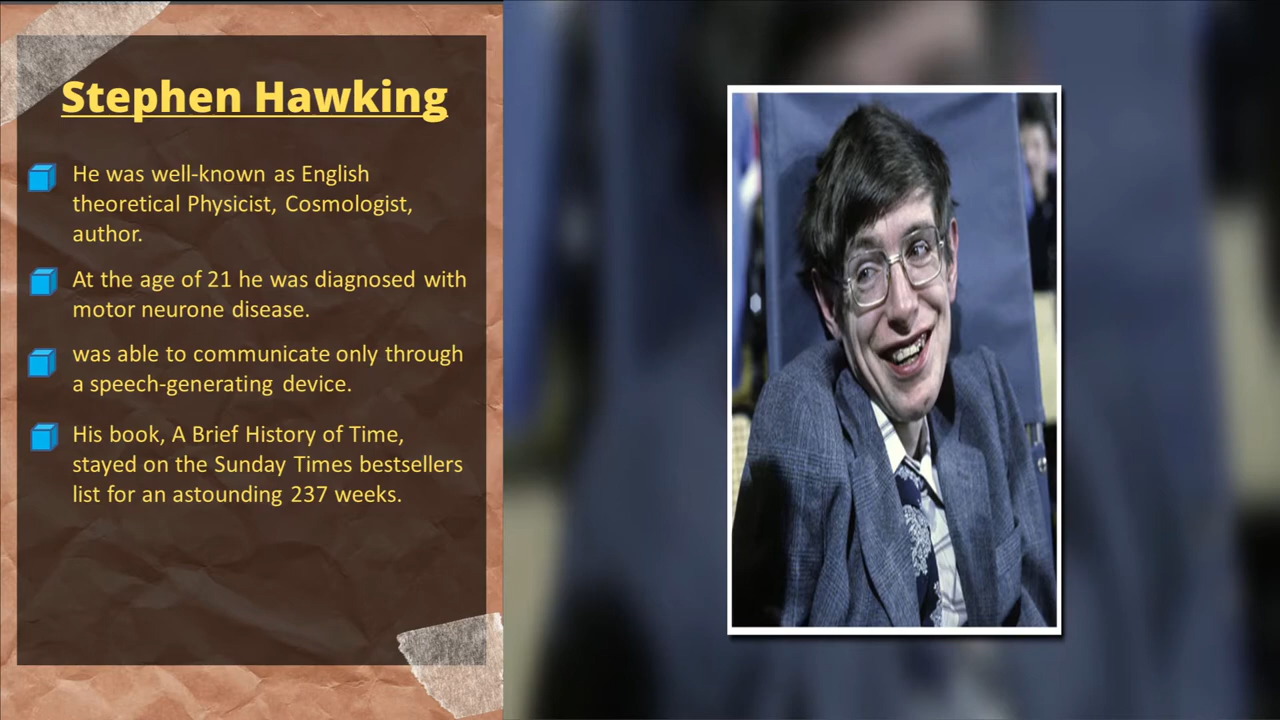 Stephen Hawking
He was well-known as English
theoretical Physicist, Cosmologist,
author.
At the age of 21 he was diagnosed with
motor neurone disease.
was able to communicate only through
a speech-generating device.
His book, A Brief History of Time,
stayed on the Sunday Times bestsellers
list for an astounding 237 weeks.